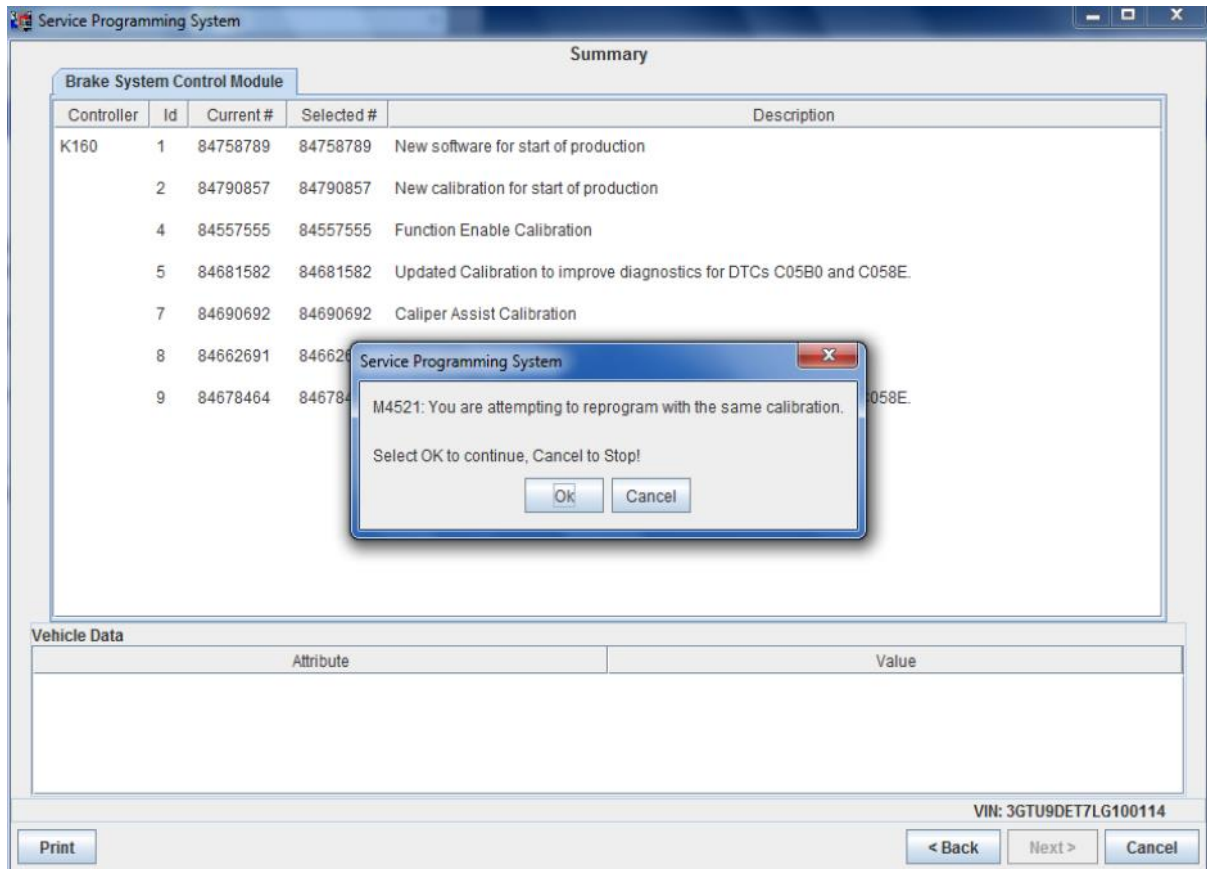 Service Programming System
Summary
Brake System Control Module
Controller Id Current # Selected # Description
K160 1 84758789 84758789 New software for start of production
2 84790857 84790857 New calibration for start of production
4 84557555 84557555 Function Enable Calibration
5 84681582 84681582 Updated Calibration to improve diagnostics for DTCs C05B0 and C058E.
7 84690692 84690692 Caliper Assist Calibration
8 84662691
9 84678464
Service Programming System
M4521: You are attempting to reprogram with the same calibration.
Select OK to continue, Cancel to Stop!
Ok Cancel
Vehicle Data
Attribute Value
VIN: 3GTU9DET7LG100114
Print < Back Next > Cancel